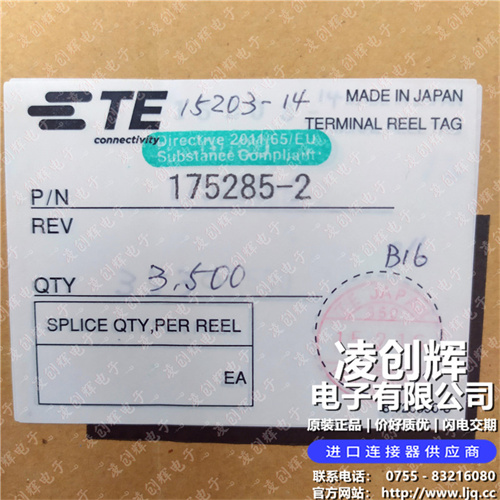 TE
connectivity
15203-14
MADE IN JAPAN
TERMINAL REEL TAG
Directive 2011/65/EU
Substance Compliant
P/N 175285-2
REV
QTY 3,500
B16
SPLICE QTY,PER REEL
EA
凌创辉
电子有限公司
原装正品|价好质优|闪电交期
进口连接器供应商
联系电话: 0755 - 83216080
官方网站: http://www.ljq.cc